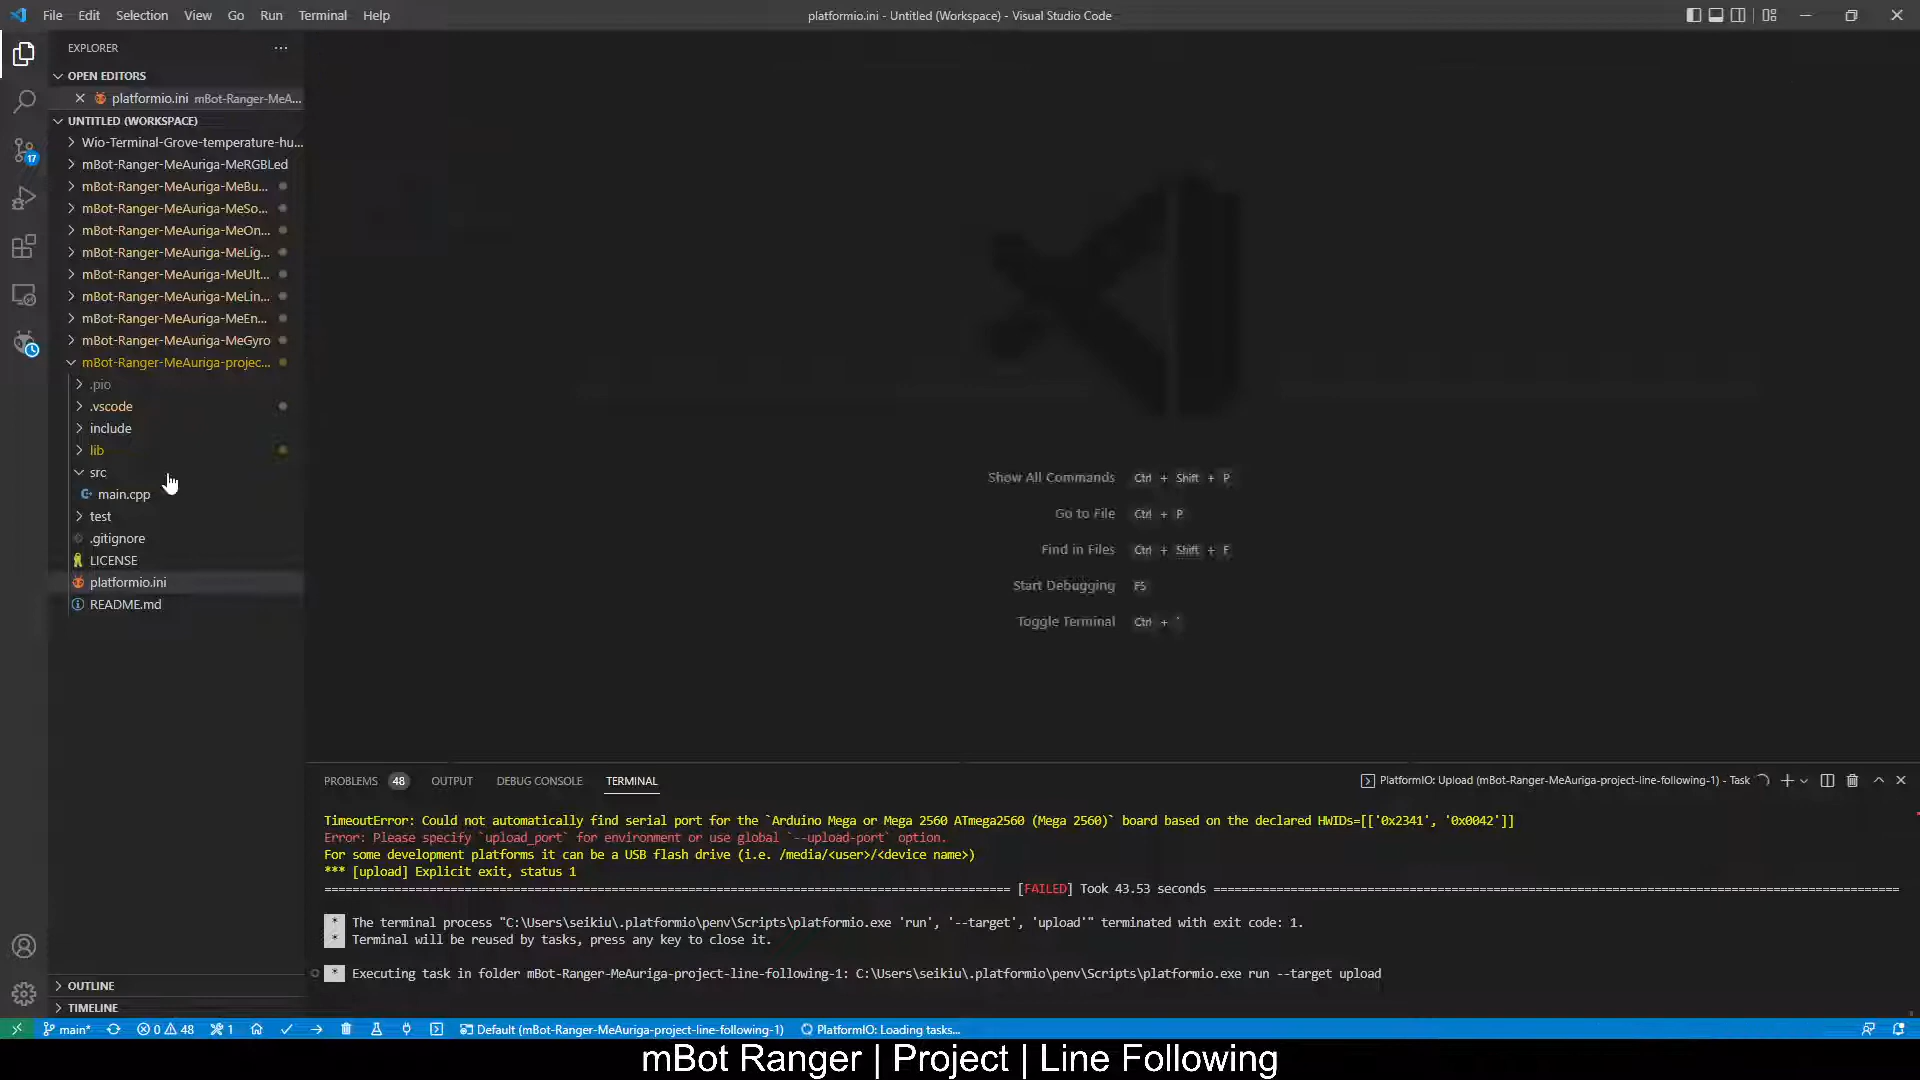 File Edit Selection View Go Run Terminal Help
platformio.ini - Untitled (Workspace) - Visual Studio Code
EXPLORER
OPEN EDITORS
platformio.ini mBot-Ranger-MeA...
UNTITLED (WORKSPACE)
Wio-Terminal-Grove-temperature-hu...
mBot-Ranger-MeAuriga-MeRGBLed
mBot-Ranger-MeAuriga-MeBu...
mBot-Ranger-MeAuriga-MeSo...
mBot-Ranger-MeAuriga-MeOn...
mBot-Ranger-MeAuriga-MeLig...
mBot-Ranger-MeAuriga-MeUlt...
mBot-Ranger-MeAuriga-MeLin...
mBot-Ranger-MeAuriga-MeEn...
mBot-Ranger-MeAuriga-MeGyro
mBot-Ranger-MeAuriga-projec...
.pio
.vscode
include
lib
src
main.cpp
test
.gitignore
LICENSE
platformio.ini
README.md
17
Show All Commands Ctrl + Shift + P
Go to File Ctrl + P
Find in Files Ctrl + Shift + F
Start Debugging F5
Toggle Terminal Ctrl + `
PROBLEMS 48 OUTPUT DEBUG CONSOLE TERMINAL
PlatformIO: Upload (mBot-Ranger-MeAuriga-project-line-following-1) - Task
TimeoutError: Could not automatically find serial port for the `Arduino Mega or Mega 2560 ATmega2560 (Mega 2560)` board based on the declared HWIDs=[['0x2341', '0x0042']]
Error: Please specify `upload_port` for environment or use global `--upload-port` option.
For some development platforms it can be a USB flash drive (i.e. /media/<user>/<device name>)
*** [upload] Explicit exit, status 1
[FAILED] Took 43.53 seconds
* The terminal process "C:\Users\seikiu\.platformio\penv\Scripts\platformio.exe 'run', '--target', 'upload'" terminated with exit code: 1.
* Terminal will be reused by tasks, press any key to close it.
* Executing task in folder mBot-Ranger-MeAuriga-project-line-following-1: C:\Users\seikiu\.platformio\penv\Scripts\platformio.exe run --target upload
OUTLINE
TIMELINE
main* 0 48 1 Default (mBot-Ranger-MeAuriga-project-line-following-1) PlatformIO: Loading tasks...
mBot Ranger | Project | Line Following